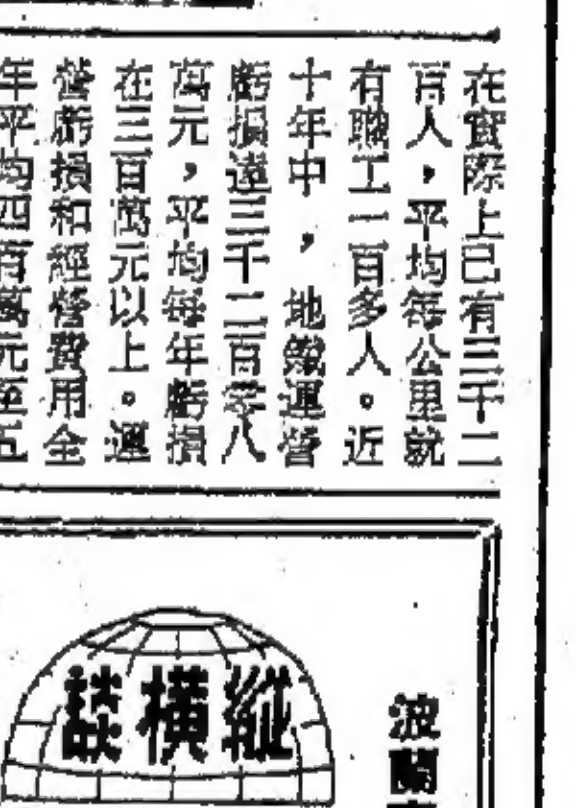 在實際上已有三千二
百人，平均每公里就
有職工一百多人。近
十年中，地鐵運營
虧損達三千二百零八
萬元，平均每年虧損
在三百萬元以上。運
營虧損和經營費用全
年平均四百萬元至五
縱橫談
波蘭